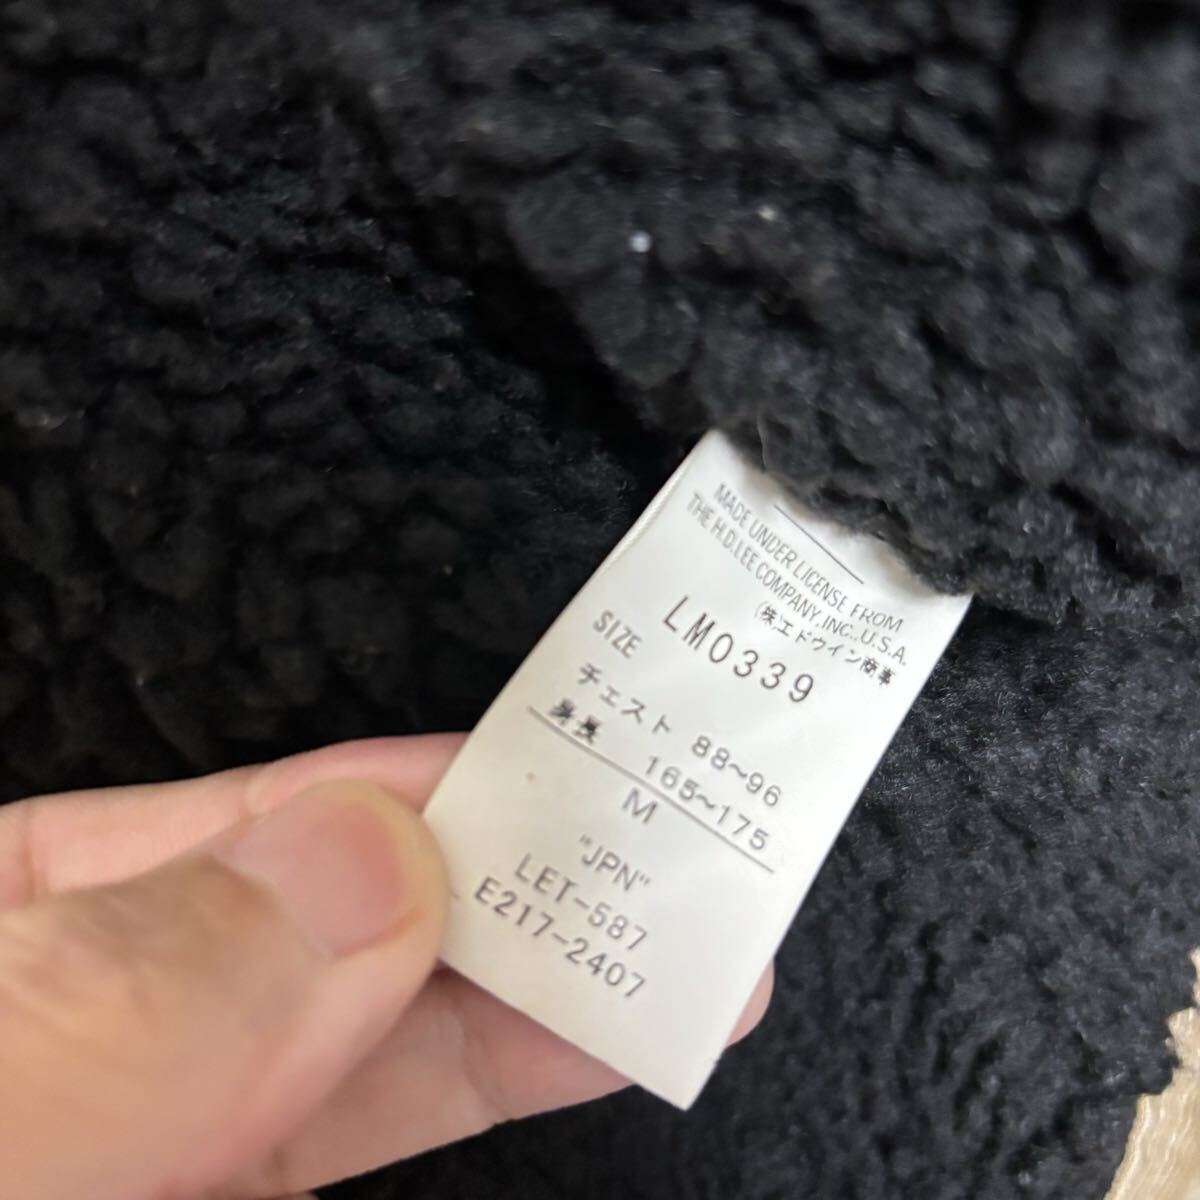 MADE UNDER LICENSE FROM
THE H.D.LEE COMPANY,INC.,U.S.A.
(株)エドウイン商事
LM0339
SIZE
チェスト 88~96
身長 165~175
M
"JPN"
LET-587
E217-2407